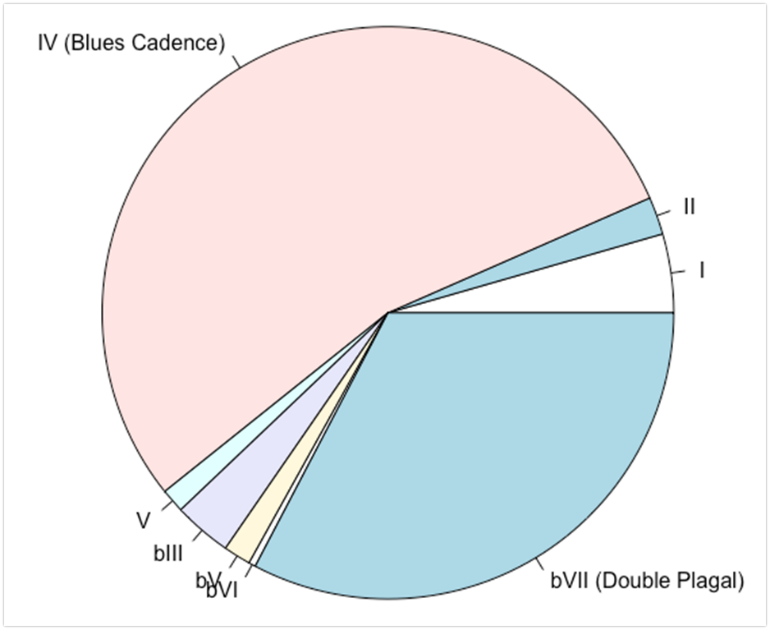 IV (Blues Cadence)
II
I
V
bIII
bV
bVI
bVII (Double Plagal)